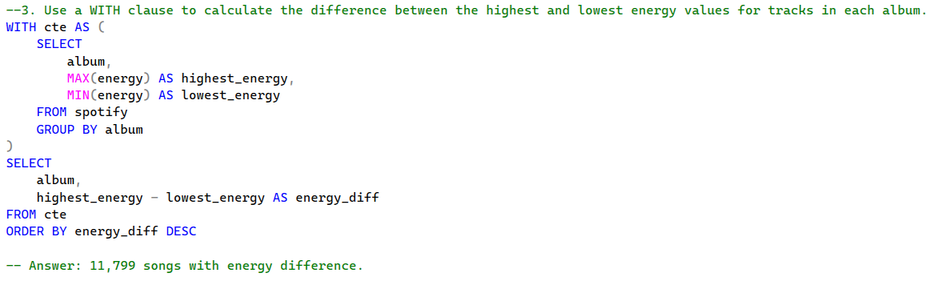 --3. Use a WITH clause to calculate the difference between the highest and lowest energy values for tracks in each album.
WITH cte AS (
    SELECT
        album,
        MAX(energy) AS highest_energy,
        MIN(energy) AS lowest_energy
    FROM spotify
    GROUP BY album
)
SELECT
    album,
    highest_energy - lowest_energy AS energy_diff
FROM cte
ORDER BY energy_diff DESC
-- Answer: 11,799 songs with energy difference.